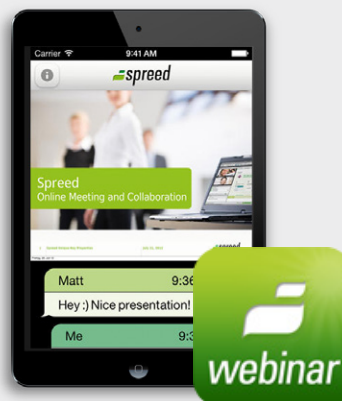 Carrier 9:41 AM
spreed
Spreed
Online Meeting and Collaboration
spreed
Matt 9:36
Hey :) Nice presentation!
Me 9:3
webinar